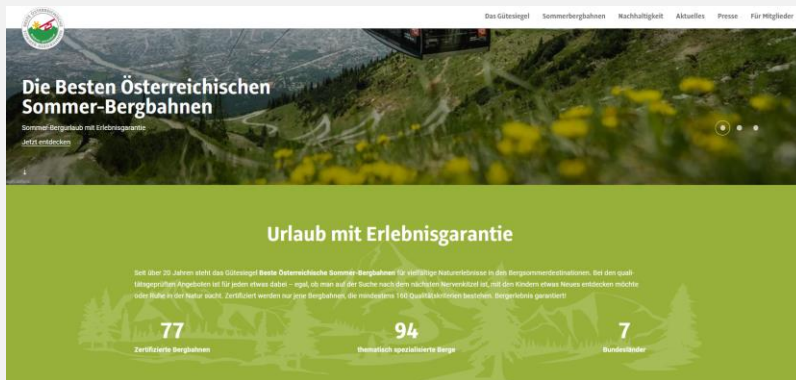 Das Gütesiegel Sommerbergbahnen Nachhaltigkeit Aktuelles Presse Für Mitglieder
Die Besten Österreichischen
Sommer-Bergbahnen
Sommer-Bergurlaub mit Erlebnisgarantie
Jetzt entdecken
↓
Urlaub mit Erlebnisgarantie
Seit über 20 Jahren steht das Gütesiegel Beste Österreichische Sommer-Bergbahnen für vielfältige Naturerlebnisse in den Bergsommerdestinationen. Bei den quali-
tätsgeprüften Angeboten ist für jeden etwas dabei – egal, ob man auf der Suche nach dem nächsten Nervenkitzel ist, mit den Kindern etwas Neues entdecken möchte
oder Ruhe in der Natur sucht. Zertifiziert werden nur jene Bergbahnen, die mindestens 160 Qualitätskriterien bestehen. Bergerlebnis garantiert!
77 94 7
Zertifizierte Bergbahnen thematisch spezialisierte Berge Bundesländer